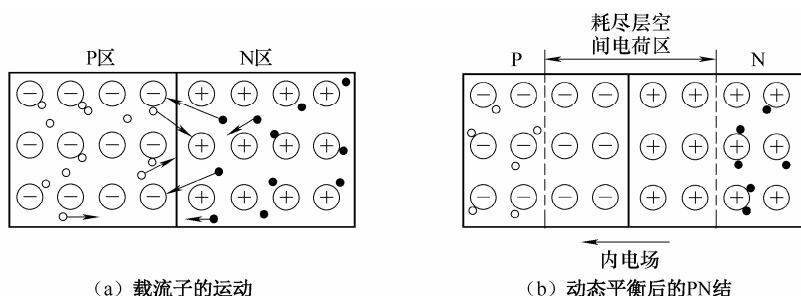 P区
N区
耗尽层空
间电荷区
P
N
内电场
（a）载流子的运动
（b）动态平衡后的PN结